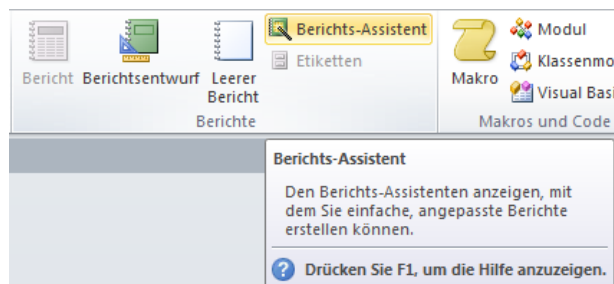 Bericht Berichtsentwurf Leerer Bericht
Berichts-Assistent
Etiketten
Berichte
Makro
Modul
Klassenmo
Visual Basi
Makros und Code
Berichts-Assistent
Den Berichts-Assistenten anzeigen, mit
dem Sie einfache, angepasste Berichte
erstellen können.
Drücken Sie F1, um die Hilfe anzuzeigen.